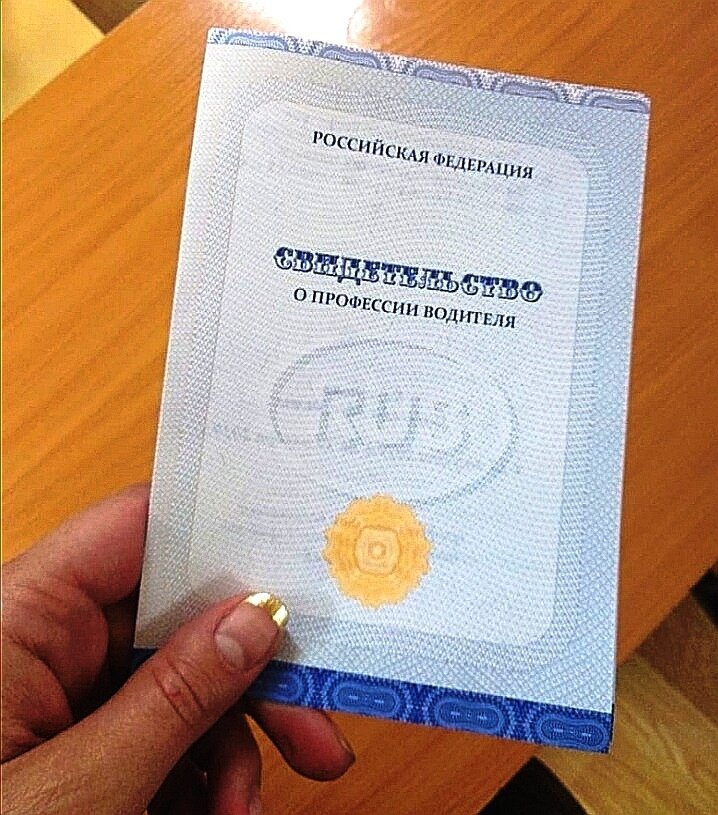 РОССИЙСКАЯ ФЕДЕРАЦИЯ
СВИДЕТЕЛЬСТВО
О ПРОФЕССИИ ВОДИТЕЛЯ
RUS